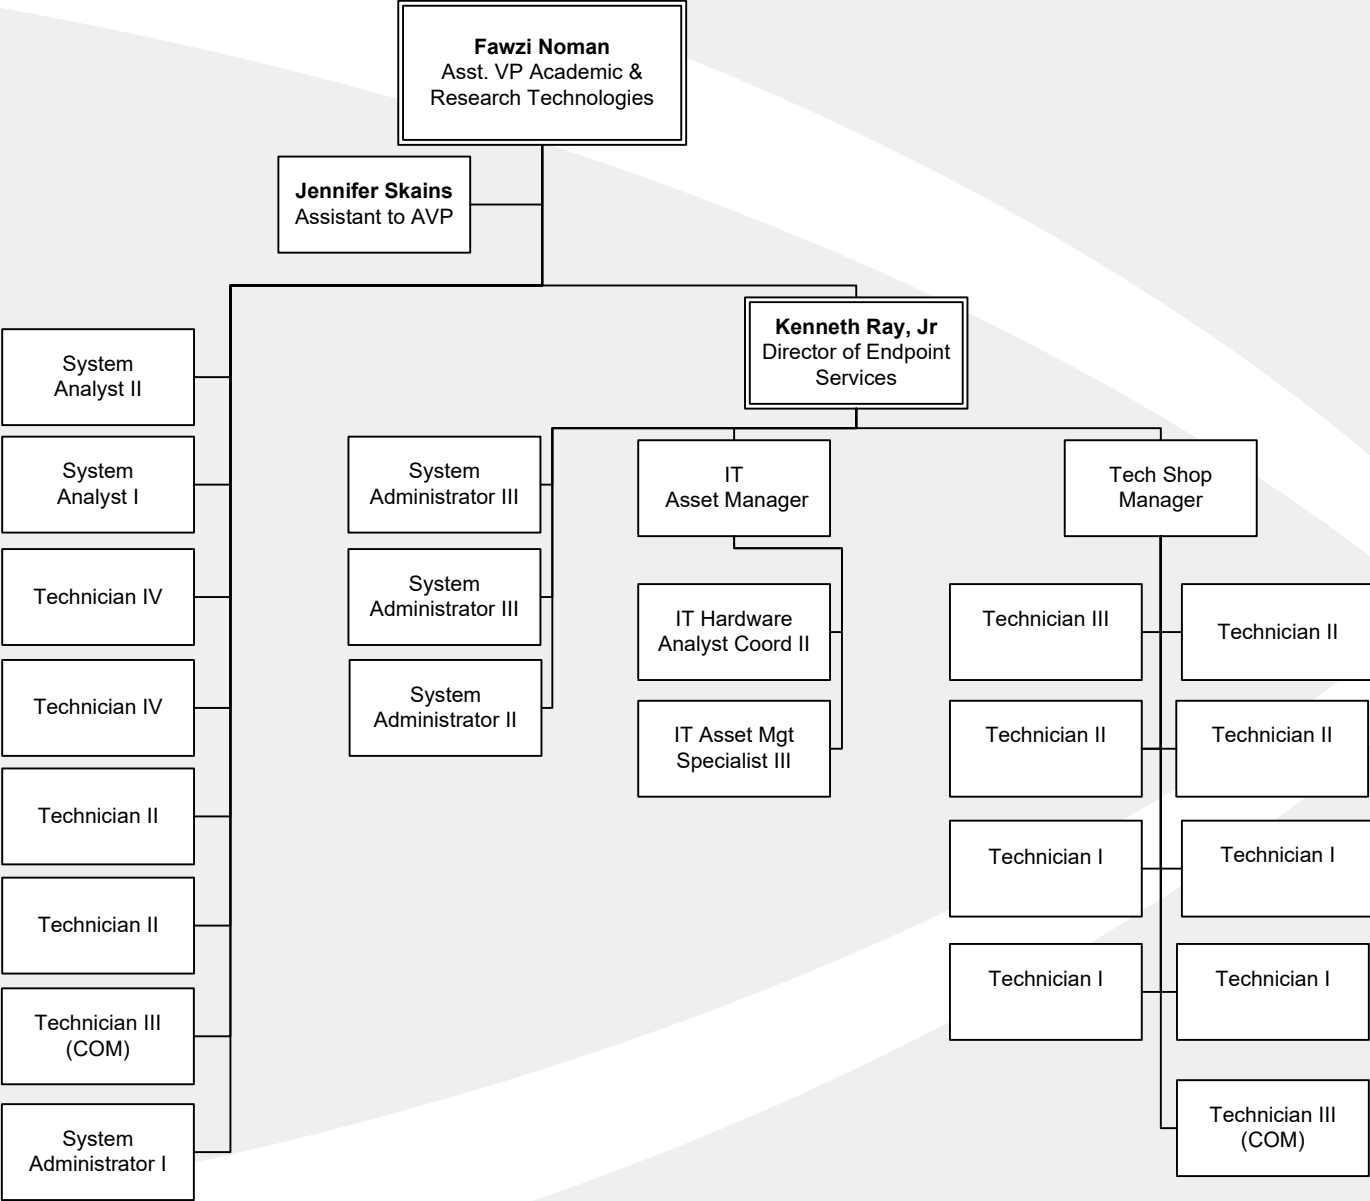 Fawzi Noman
Asst. VP Academic &
Research Technologies
Jennifer Skains
Assistant to AVP
Kenneth Ray, Jr
Director of Endpoint
Services
System
Analyst II
System
Analyst I
Technician IV
Technician IV
Technician II
Technician II
Technician III
(COM)
System
Administrator I
System
Administrator III
System
Administrator III
System
Administrator II
IT
Asset Manager
IT Hardware
Analyst Coord II
IT Asset Mgt
Specialist III
Tech Shop
Manager
Technician III
Technician II
Technician II
Technician II
Technician I
Technician I
Technician I
Technician I
Technician III
(COM)